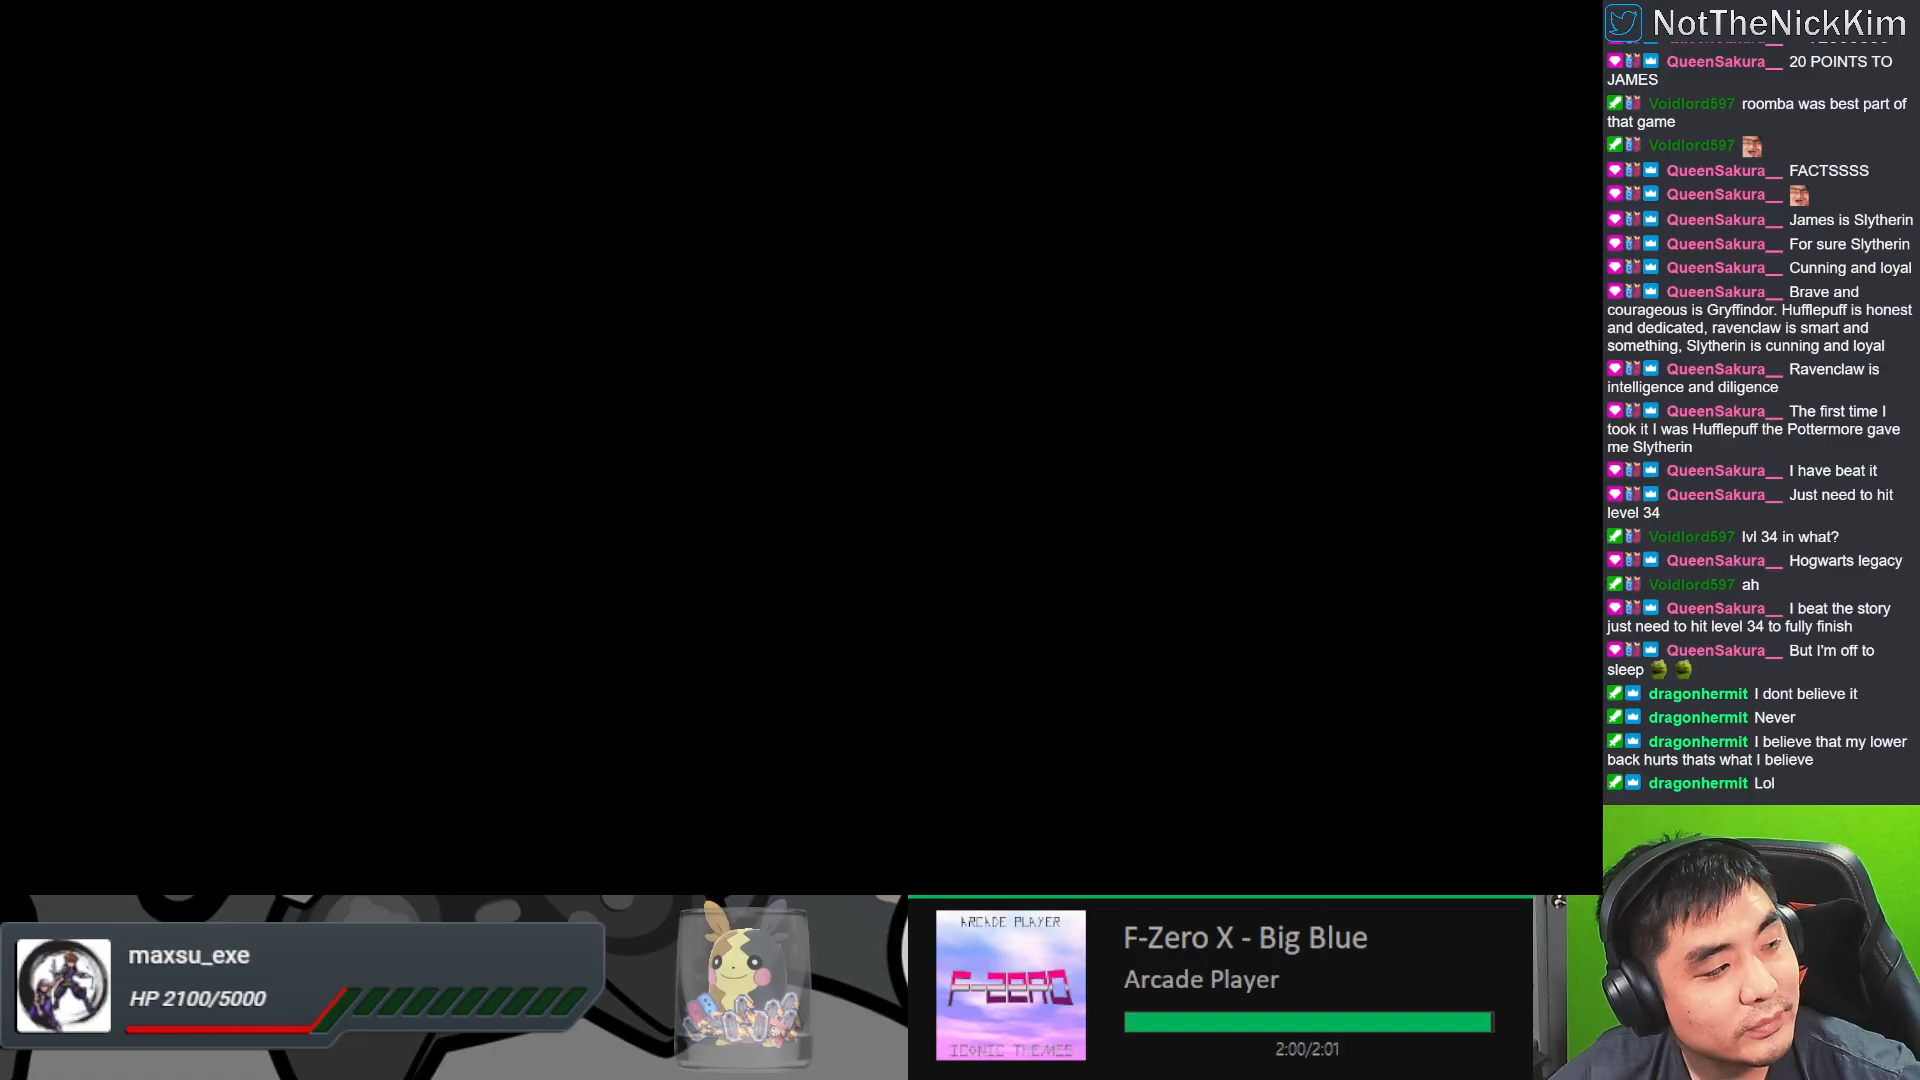 NotTheNickKim
QueenSakura__ 20 POINTS TO
JAMES
Voidlord597 roomba was best part of
that game
Voidlord597
QueenSakura__ FACTSSSS
QueenSakura__
QueenSakura__ James is Slytherin
QueenSakura__ For sure Slytherin
QueenSakura__ Cunning and loyal
QueenSakura__ Brave and
courageous is Gryffindor. Hufflepuff is honest
and dedicated, ravenclaw is smart and
something, Slytherin is cunning and loyal
QueenSakura__ Ravenclaw is
intelligence and diligence
QueenSakura__ The first time I
took it I was Hufflepuff the Pottermore gave
me Slytherin
QueenSakura__ I have beat it
QueenSakura__ Just need to hit
level 34
Voidlord597 lvl 34 in what?
QueenSakura__ Hogwarts legacy
Voidlord597 ah
QueenSakura__ I beat the story
just need to hit level 34 to fully finish
QueenSakura__ But I'm off to
sleep
dragonhermit I dont believe it
dragonhermit Never
dragonhermit I believe that my lower
back hurts thats what I believe
dragonhermit Lol
maxsu_exe
HP 2100/5000
ARCADE PLAYER
F-ZERO
ICONIC THEMES
F-Zero X - Big Blue
Arcade Player
2:00/2:01